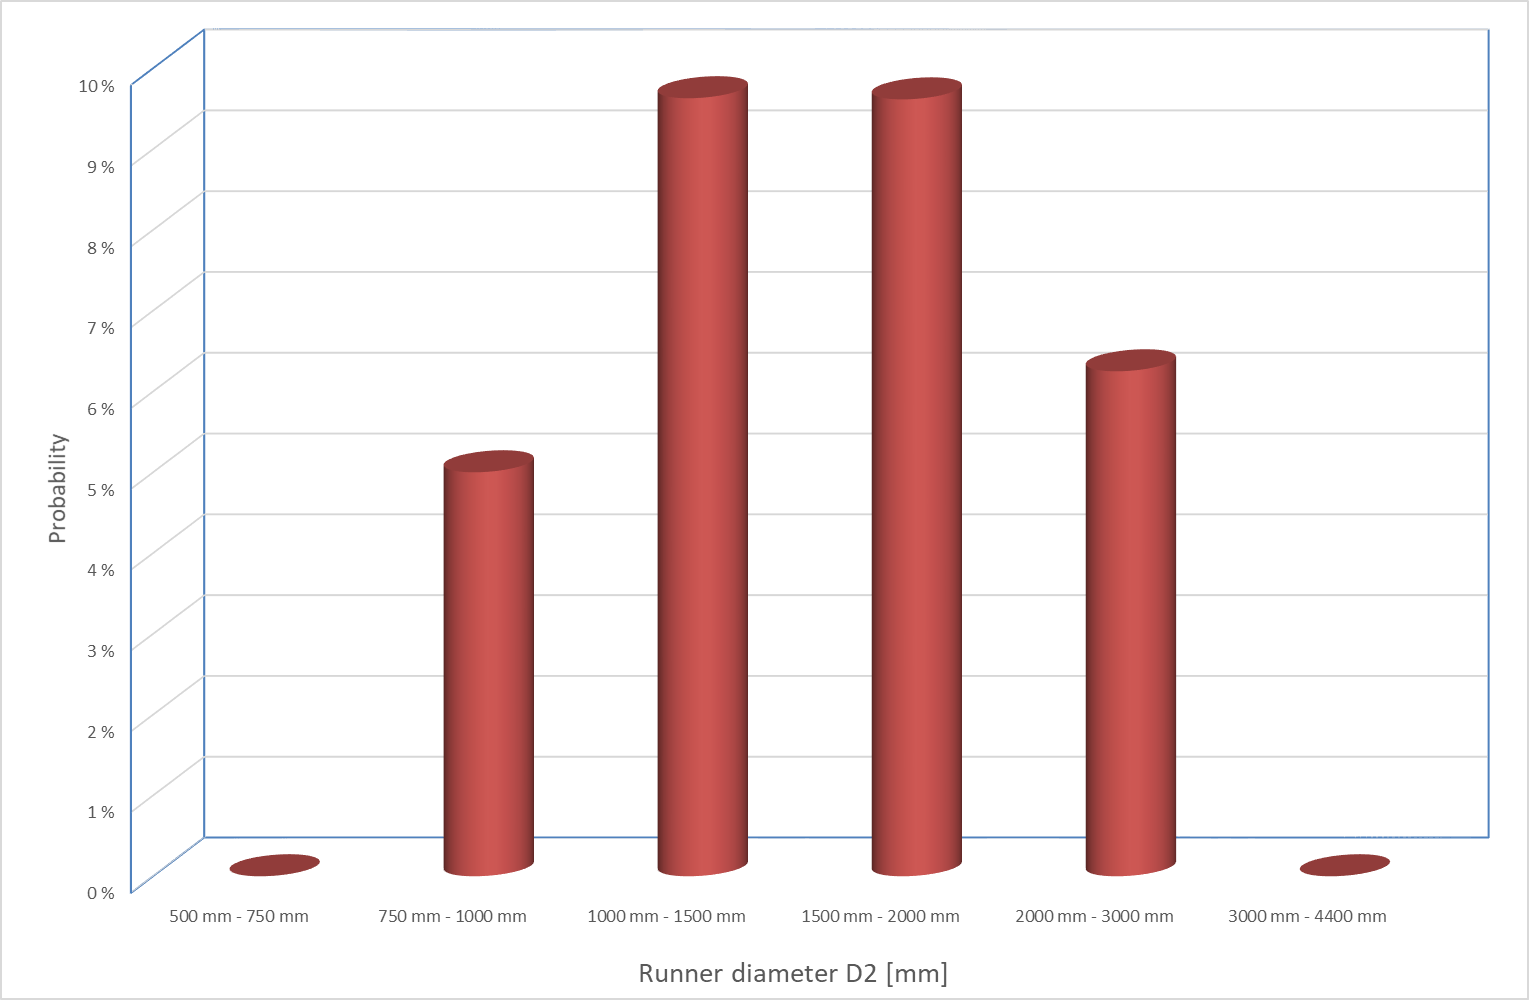 10 %
9 %
8 %
7 %
6 %
5 %
4 %
3 %
2 %
1 %
0 %
Probability
500 mm - 750 mm
750 mm - 1000 mm
1000 mm - 1500 mm
1500 mm - 2000 mm
2000 mm - 3000 mm
3000 mm - 4400 mm
Runner diameter D2 [mm]